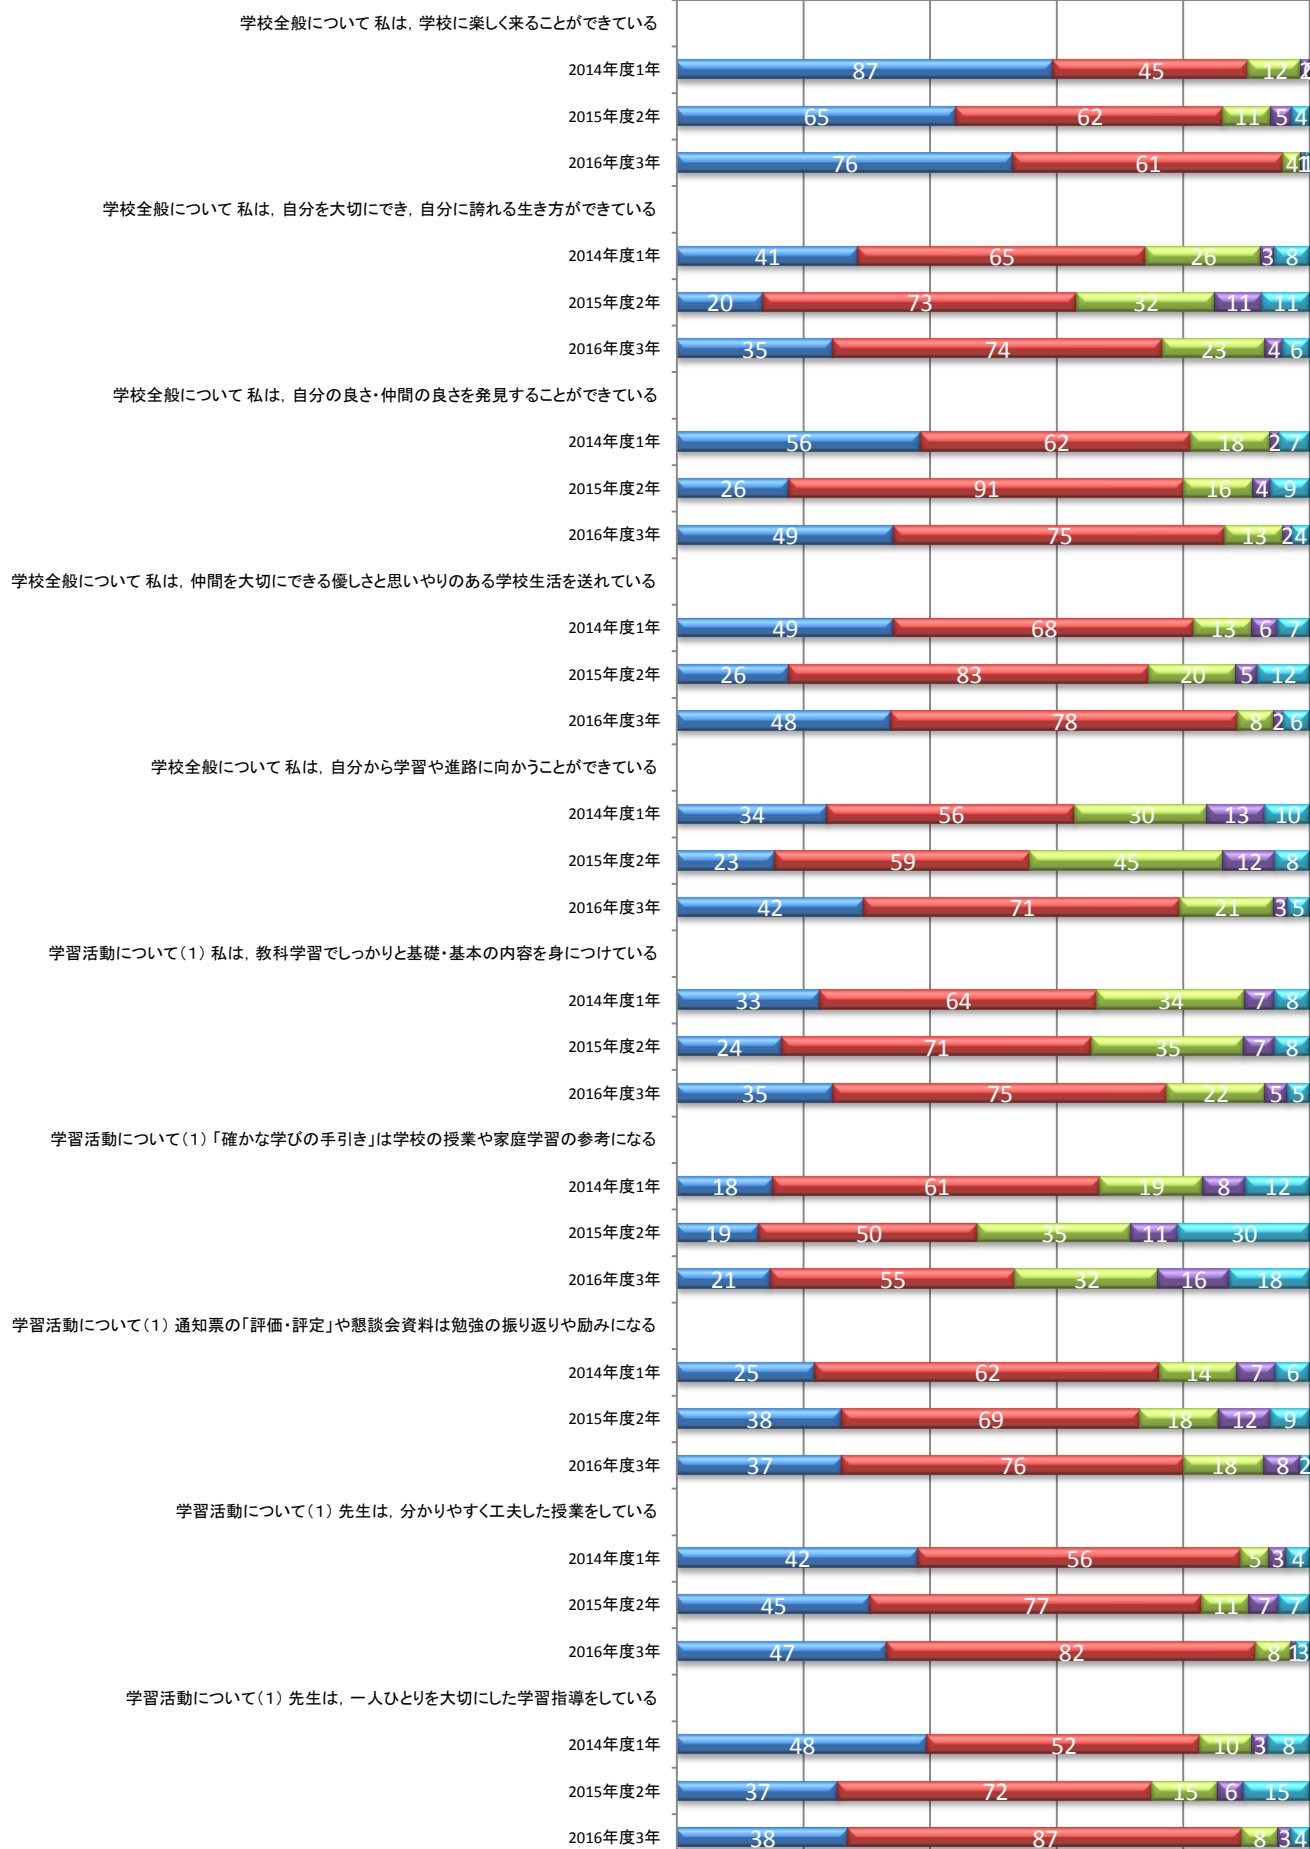 学校全般について 私は，学校に楽しく来ることができている
2014年度1年 87 45 12
2015年度2年 65 62 11 5 4
2016年度3年 76 61 4 1
学校全般について 私は，自分を大切にでき，自分に誇れる生き方ができている
2014年度1年 41 65 26 3 8
2015年度2年 20 73 32 11 11
2016年度3年 35 74 23 4 6
学校全般について 私は，自分の良さ・仲間の良さを発見することができている
2014年度1年 56 62 18 2 7
2015年度2年 26 91 16 4 9
2016年度3年 49 75 13 2 4
学校全般について 私は，仲間を大切にできる優しさと思いやりのある学校生活を送れている
2014年度1年 49 68 13 6 7
2015年度2年 26 83 20 5 12
2016年度3年 48 78 8 2 6
学校全般について 私は，自分から学習や進路に向かうことができている
2014年度1年 34 56 30 13 10
2015年度2年 23 59 45 12 8
2016年度3年 42 71 21 3 5
学習活動について（１） 私は，教科学習でしっかりと基礎・基本の内容を身につけている
2014年度1年 33 64 34 7 8
2015年度2年 24 71 35 7 8
2016年度3年 35 75 22 5 5
学習活動について（１）「確かな学びの手引き」は学校の授業や家庭学習の参考になる
2014年度1年 18 61 19 8 12
2015年度2年 19 50 35 11 30
2016年度3年 21 55 32 16 18
学習活動について（１） 通知票の「評価・評定」や懇談会資料は勉強の振り返りや励みになる
2014年度1年 25 62 14 7 6
2015年度2年 38 69 18 12 9
2016年度3年 37 76 18 8 2
学習活動について（１） 先生は，分かりやすく工夫した授業をしている
2014年度1年 42 56 5 3 4
2015年度2年 45 77 11 7 7
2016年度3年 47 82 8 1 3
学習活動について（１） 先生は，一人ひとりを大切にした学習指導をしている
2014年度1年 48 52 10 3 8
2015年度2年 37 72 15 6 15
2016年度3年 38 87 8 3 4